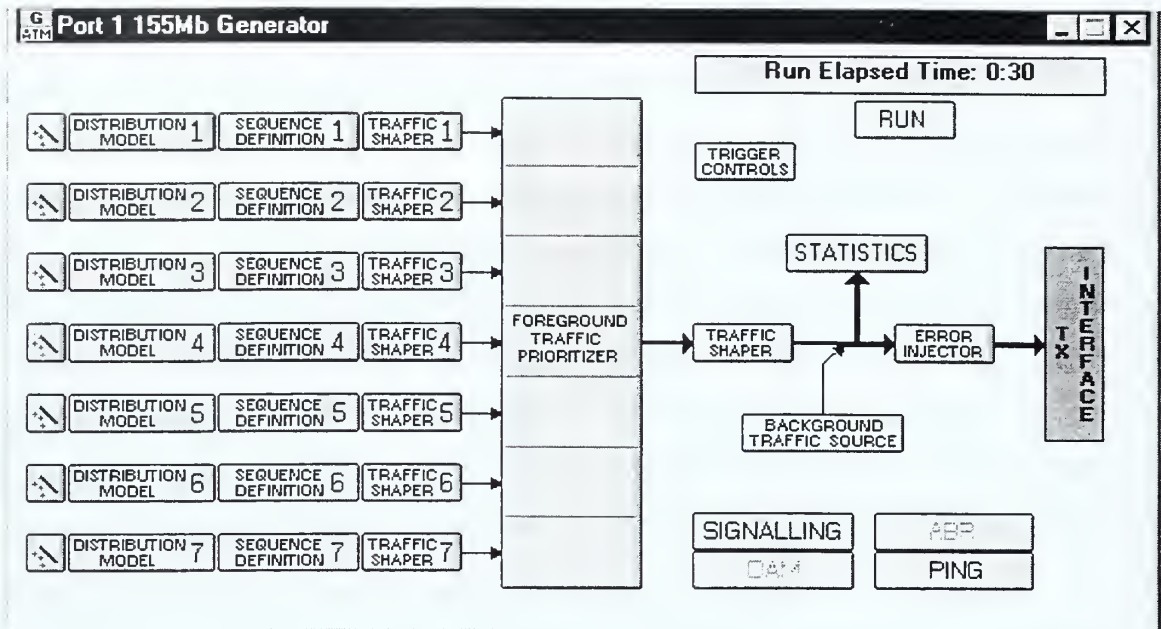 G
ATM
Port 1 155Mb Generator
Run Elapsed Time: 0:30
RUN
TRIGGER
CONTROLS
DISTRIBUTION
MODEL 1
SEQUENCE
DEFINITION 1
TRAFFIC
SHAPER 1
DISTRIBUTION
MODEL 2
SEQUENCE
DEFINITION 2
TRAFFIC
SHAPER 2
DISTRIBUTION
MODEL 3
SEQUENCE
DEFINITION 3
TRAFFIC
SHAPER 3
DISTRIBUTION
MODEL 4
SEQUENCE
DEFINITION 4
TRAFFIC
SHAPER 4
DISTRIBUTION
MODEL 5
SEQUENCE
DEFINITION 5
TRAFFIC
SHAPER 5
DISTRIBUTION
MODEL 6
SEQUENCE
DEFINITION 6
TRAFFIC
SHAPER 6
DISTRIBUTION
MODEL 7
SEQUENCE
DEFINITION 7
TRAFFIC
SHAPER 7
FOREGROUND
TRAFFIC
PRIORITIZER
TRAFFIC
SHAPER
STATISTICS
BACKGROUND
TRAFFIC SOURCE
ERROR
INJECTOR
TX
INTERFACE
SIGNALLING
ABR
OAM
PING